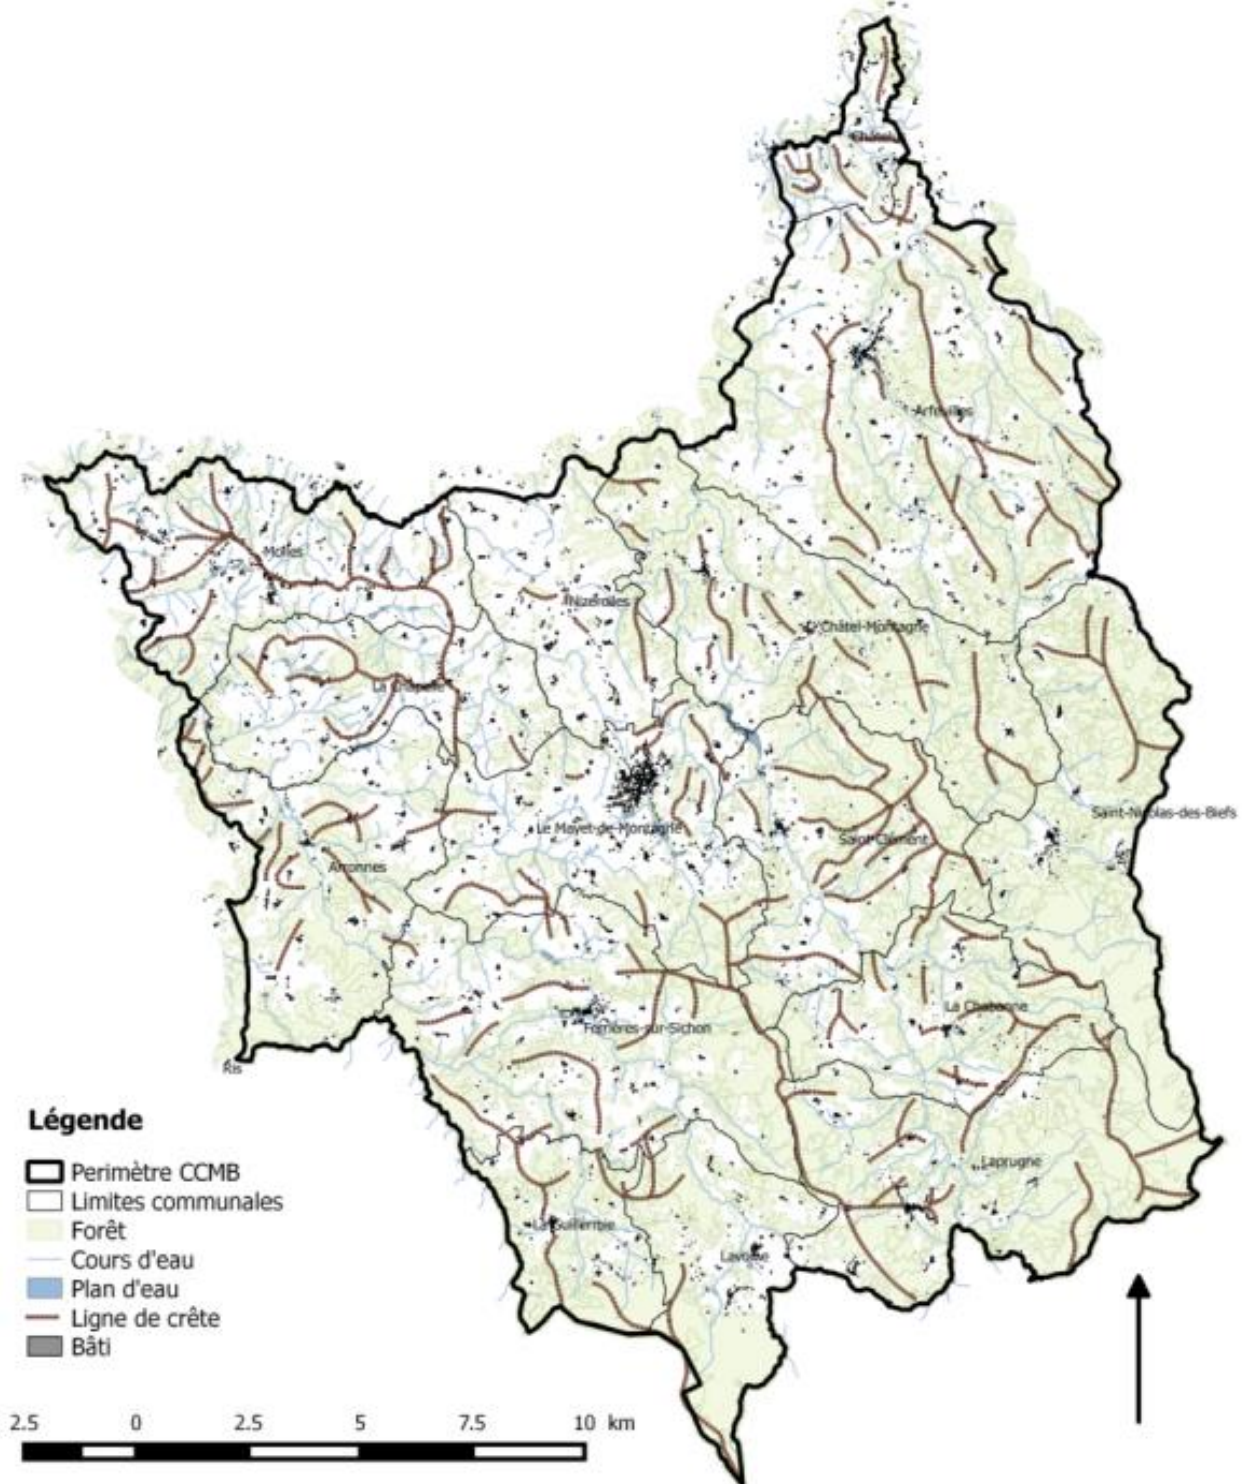 Châtel
Arfeuilles
Molles
Nizerolles
Châtel-Montagne
La Chapelle
Saint-Nicolas-des-Biefs
Le Mayet-de-Montagne
Saint-Clément
Arronnes
La Chabanne
Ferrières-sur-Sichon
Ris
Légende
Perimètre CCMB
Limites communales
Forêt
Cours d'eau
Plan d'eau
Ligne de crête
Bâti
Laprugne
La Guillermie
Lavoine
2.5 0 2.5 5 7.5 10 km